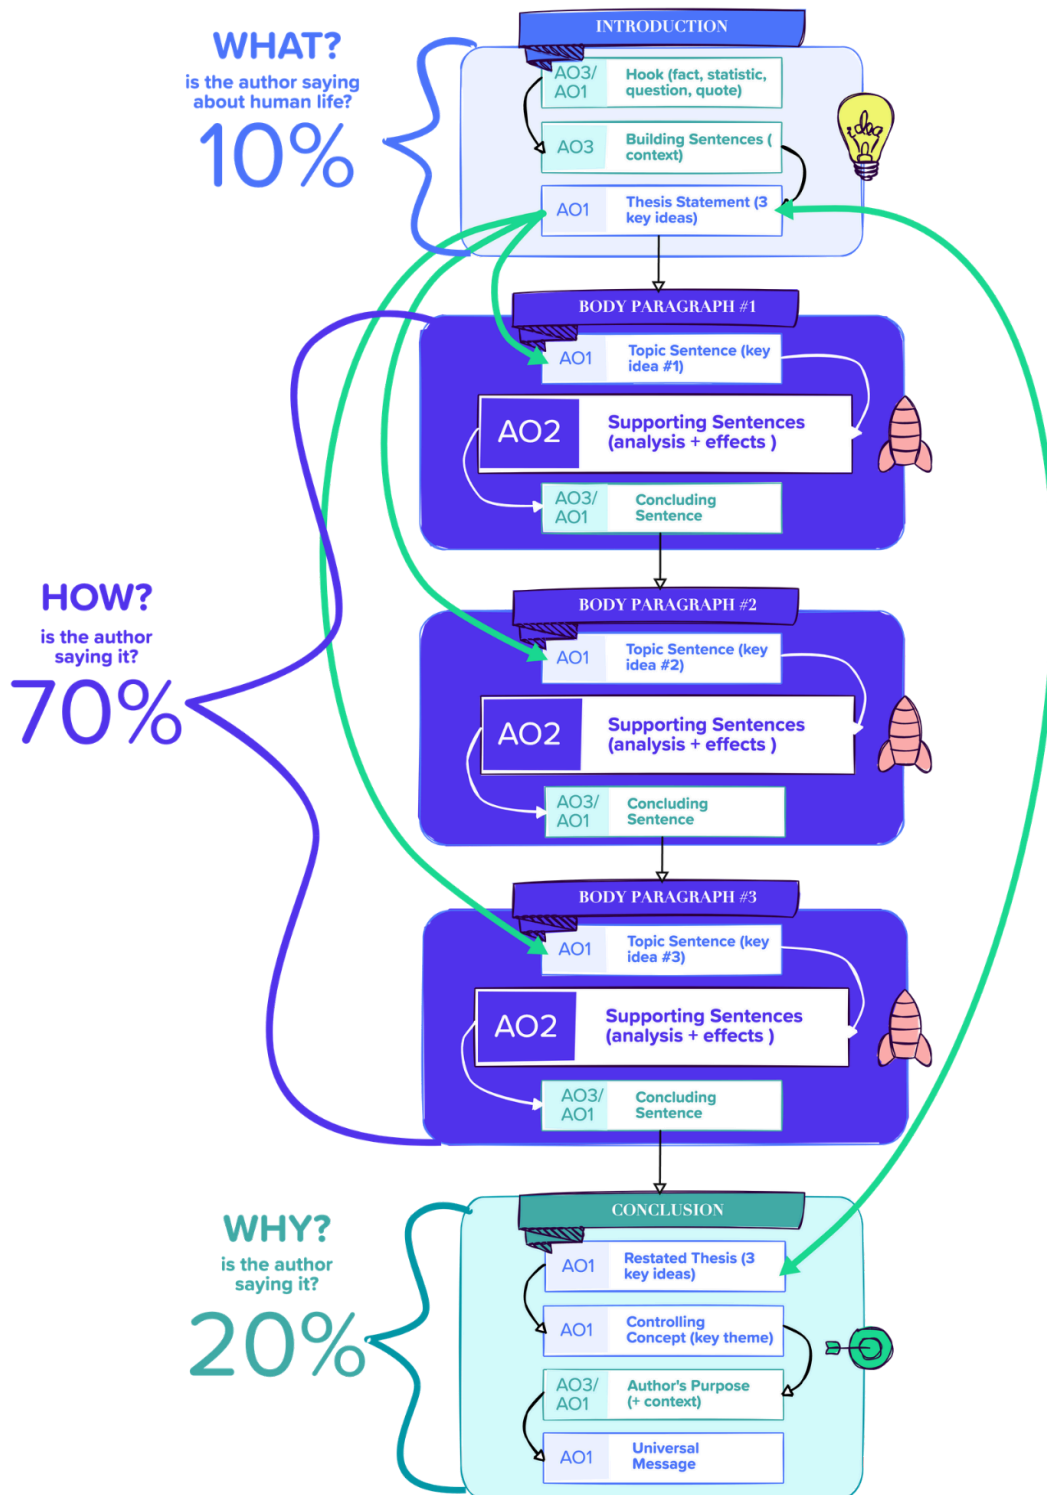 INTRODUCTION
WHAT?
is the author saying
about human life?
10%
AO3/
AO1
Hook (fact, statistic,
question, quote)
idea
AO3
Building Sentences (
context)
AO1
Thesis Statement (3
key ideas)
BODY PARAGRAPH #1
AO1
Topic Sentence (key
idea #1)
AO2
Supporting Sentences
(analysis + effects )
AO3/
AO1
Concluding
Sentence
HOW?
is the author
saying it?
70%
BODY PARAGRAPH #2
AO1
Topic Sentence (key
idea #2)
AO2
Supporting Sentences
(analysis + effects )
AO3/
AO1
Concluding
Sentence
BODY PARAGRAPH #3
AO1
Topic Sentence (key
idea #3)
AO2
Supporting Sentences
(analysis + effects )
AO3/
AO1
Concluding
Sentence
WHY?
is the author
saying it?
20%
CONCLUSION
AO1
Restated Thesis (3
key ideas)
AO1
Controlling
Concept (key theme)
AO3/
AO1
Author's Purpose
(+ context)
AO1
Universal
Message